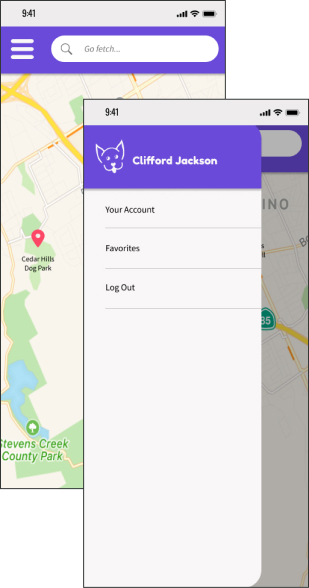 9:41
Go fetch...
Cedar Hills
Dog Park
Stevens Creek
County Park
9:41
Clifford Jackson
Your Account
Favorites
Log Out
INO
85